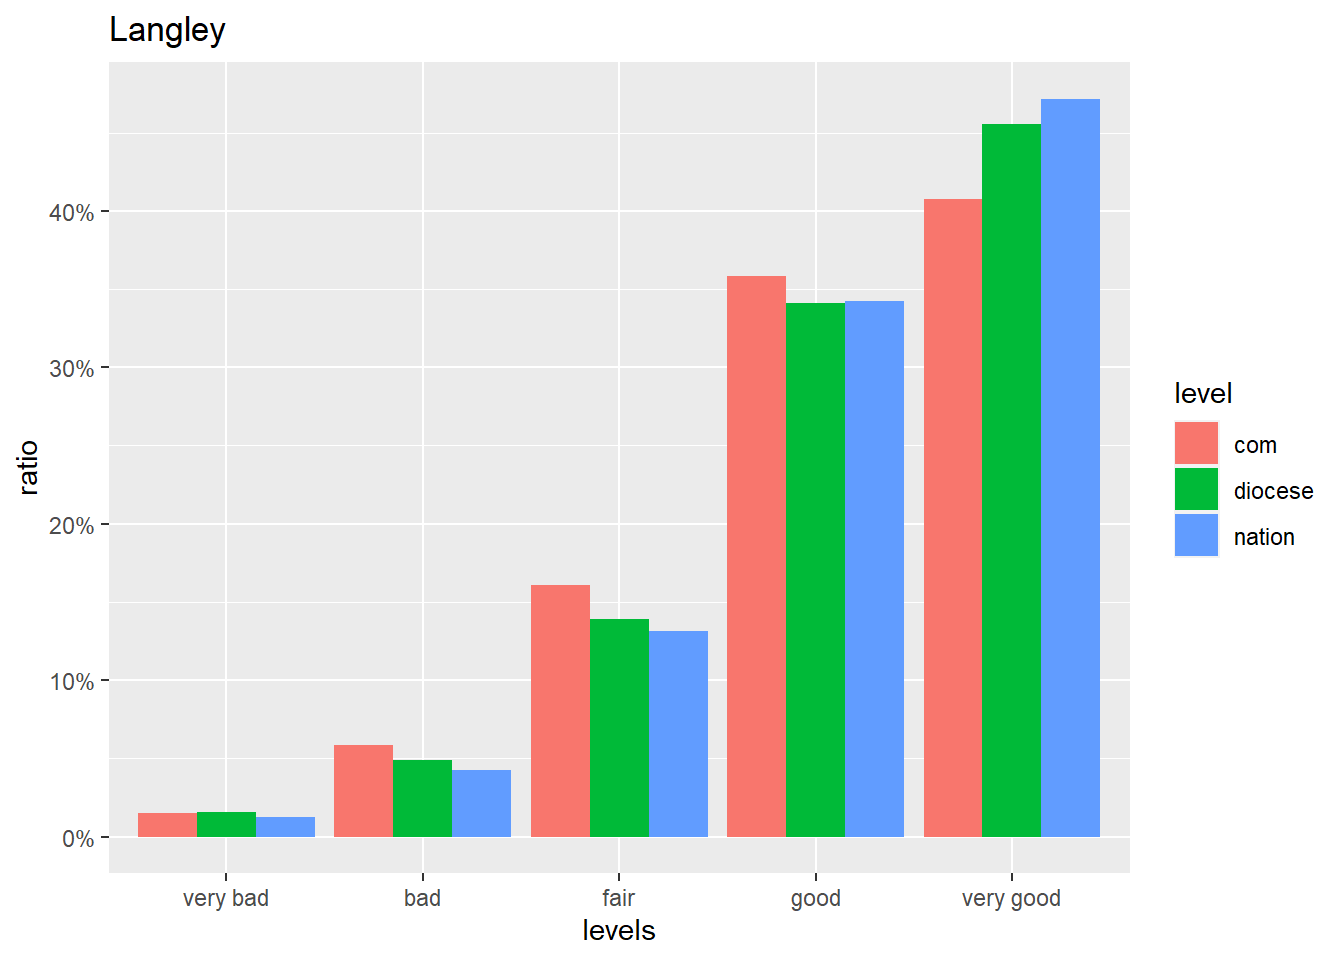 Langley
ratio
40%
30%
20%
10%
0%
very bad
bad
fair
good
very good
levels
level
com
diocese
nation